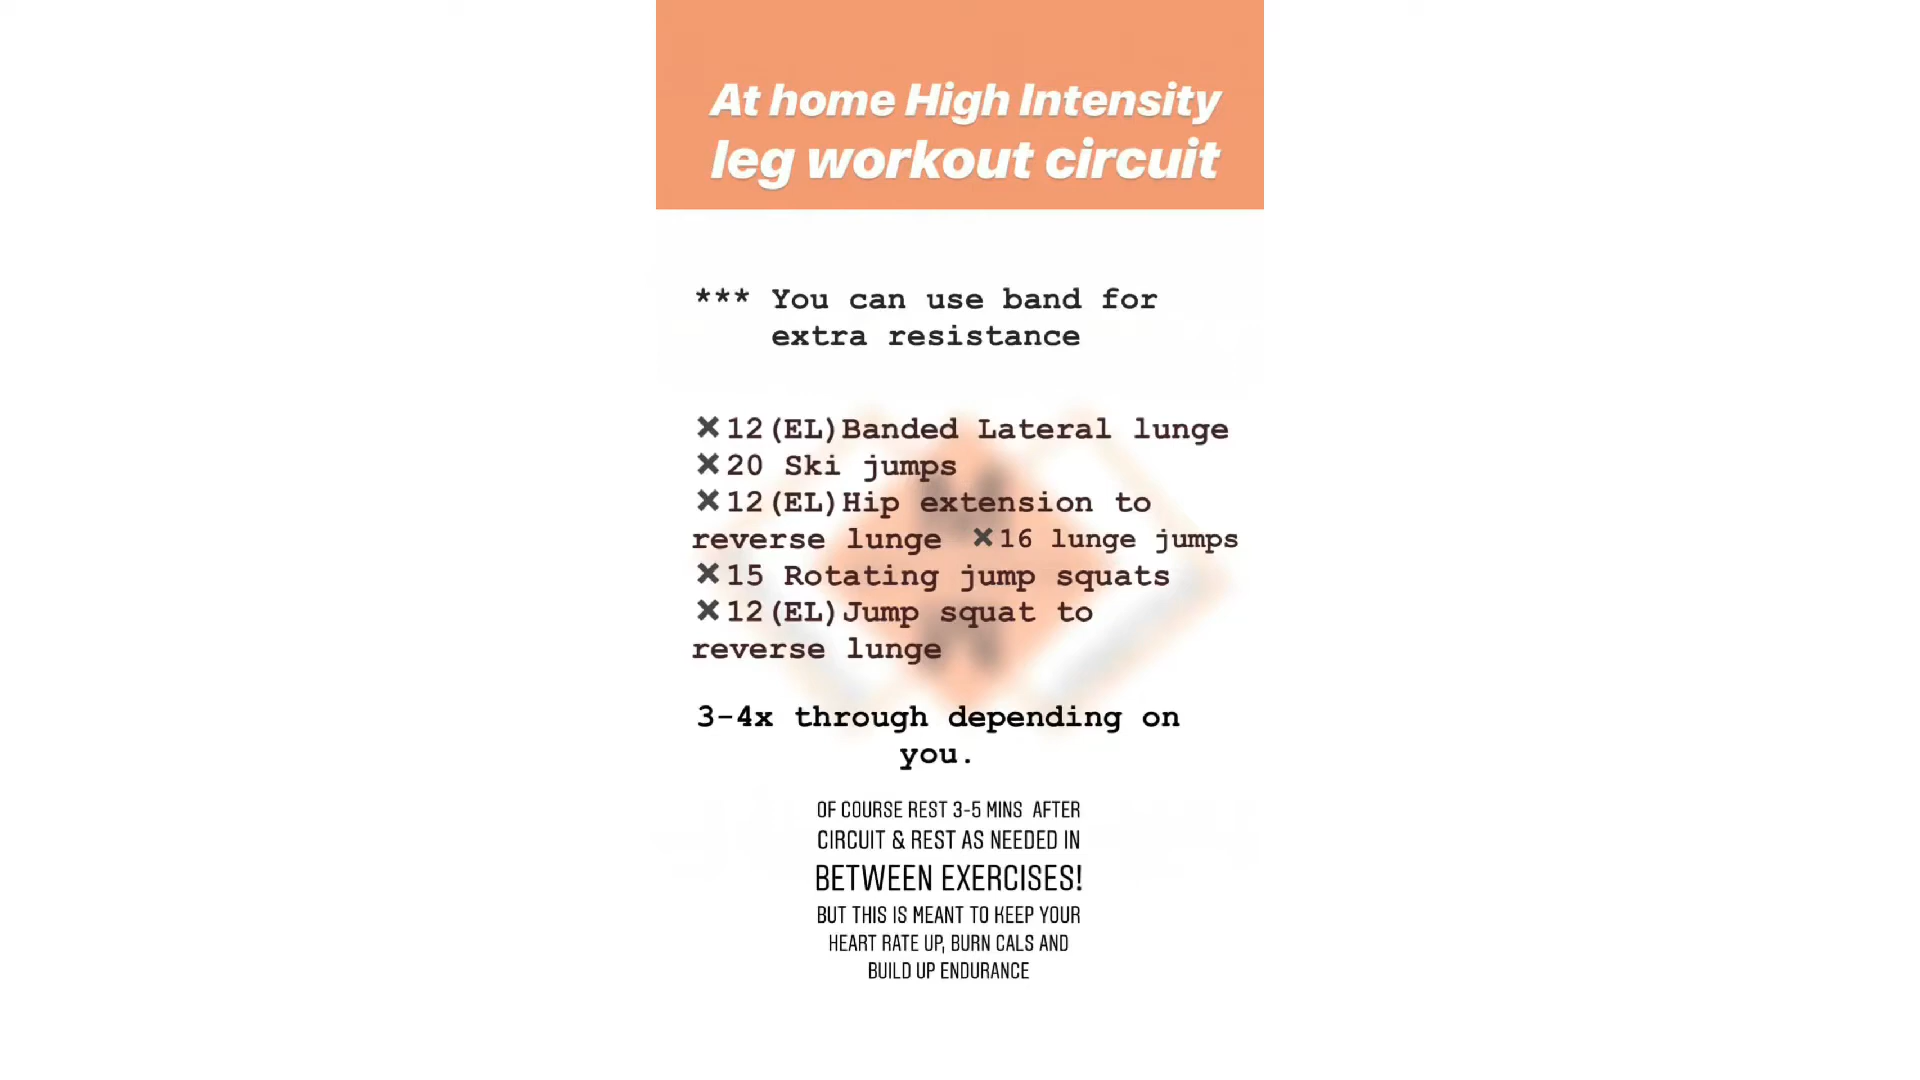 At home High Intensity
leg workout circuit
*** You can use band for
extra resistance
✖12(EL)Banded Lateral lunge
✖20 Ski jumps
✖12(EL)Hip extension to
reverse lunge ✖16 lunge jumps
✖15 Rotating jump squats
✖12(EL)Jump squat to
reverse lunge
3-4x through depending on
you.
OF COURSE REST 3-5 MINS AFTER
CIRCUIT & REST AS NEEDED IN
BETWEEN EXERCISES!
BUT THIS IS MEANT TO KEEP YOUR
HEART RATE UP, BURN CALS AND
BUILD UP ENDURANCE